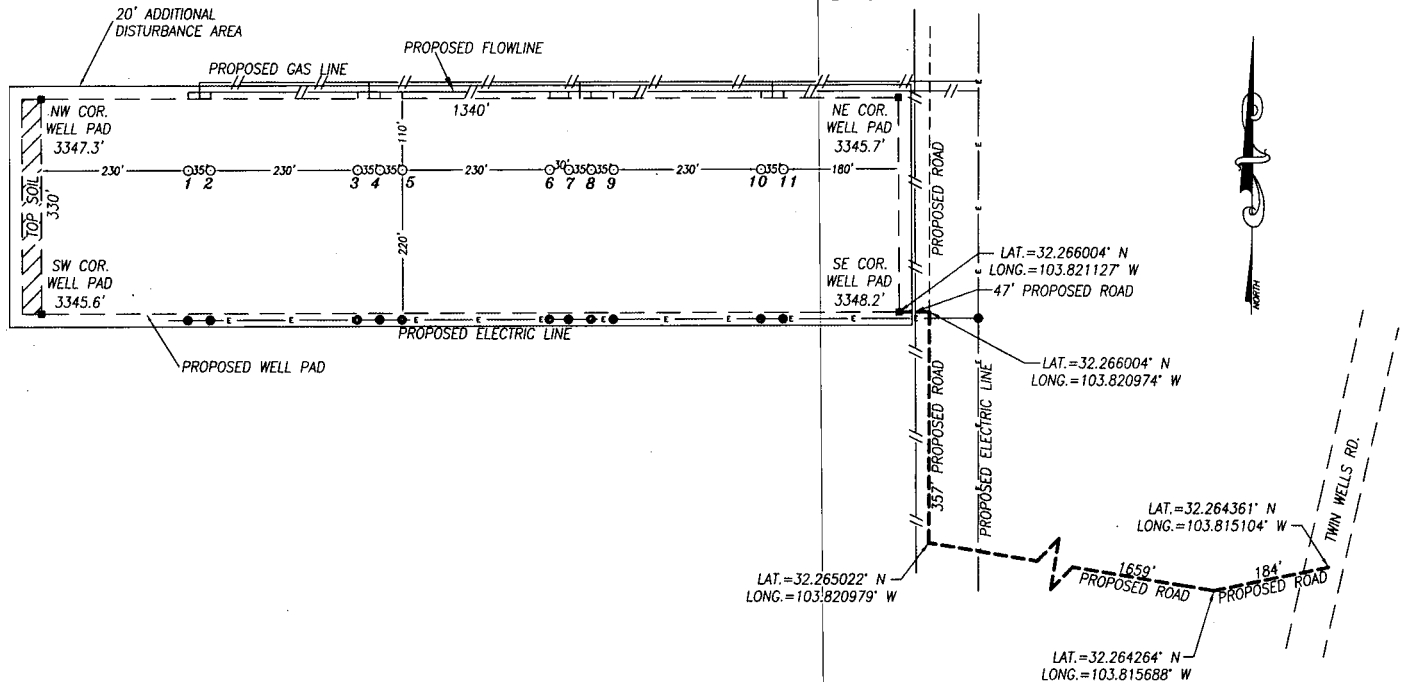 20' ADDITIONAL
DISTURBANCE AREA
PROPOSED FLOWLINE
PROPOSED GAS LINE
1340'
NW COR.
WELL PAD
3347.3'
NE COR.
WELL PAD
3345.7'
110'
230' 35' 230' 35' 35' 230' 30' 35' 35' 230' 35' 180'
1 2 3 4 5 6 7 8 9 10 11
TOP SOIL
330'
220'
PROPOSED ROAD
E
E
E
SW COR.
WELL PAD
3345.6'
SE COR.
WELL PAD
3348.2'
LAT.=32.266004° N
LONG.=103.821127° W
47' PROPOSED ROAD
NORTH
E E E E E E E E E E
PROPOSED ELECTRIC LINE
PROPOSED WELL PAD
LAT.=32.266004° N
LONG.=103.820974° W
357' PROPOSED ROAD
PROPOSED ELECTRIC LINE
TWIN WELLS RD.
LAT.=32.264361° N
LONG.=103.815104° W
LAT.=32.265022° N
LONG.=103.820979° W
1659'
PROPOSED ROAD
184'
PROPOSED ROAD
LAT.=32.264264° N
LONG.=103.815688° W